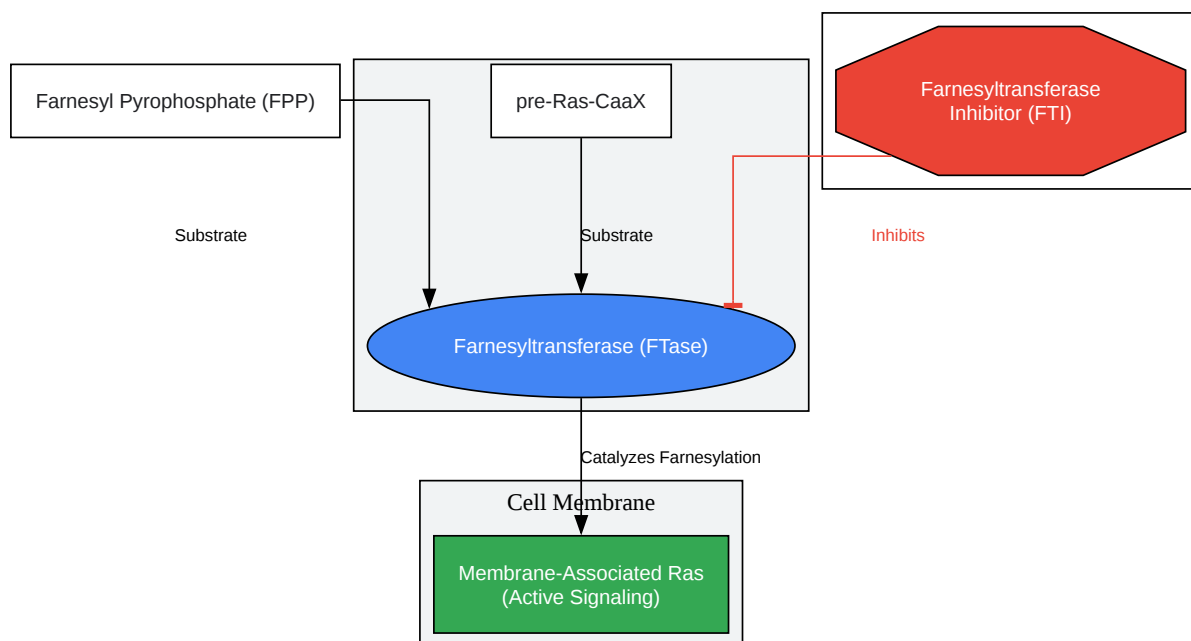 Farnesyl Pyrophosphate (FPP)
pre-Ras-CaaX
Farnesyltransferase
Inhibitor (FTI)
Substrate
Substrate
Inhibits
Farnesyltransferase (FTase)
Catalyzes Farnesylation
Cell Membrane
Membrane-Associated Ras
(Active Signaling)